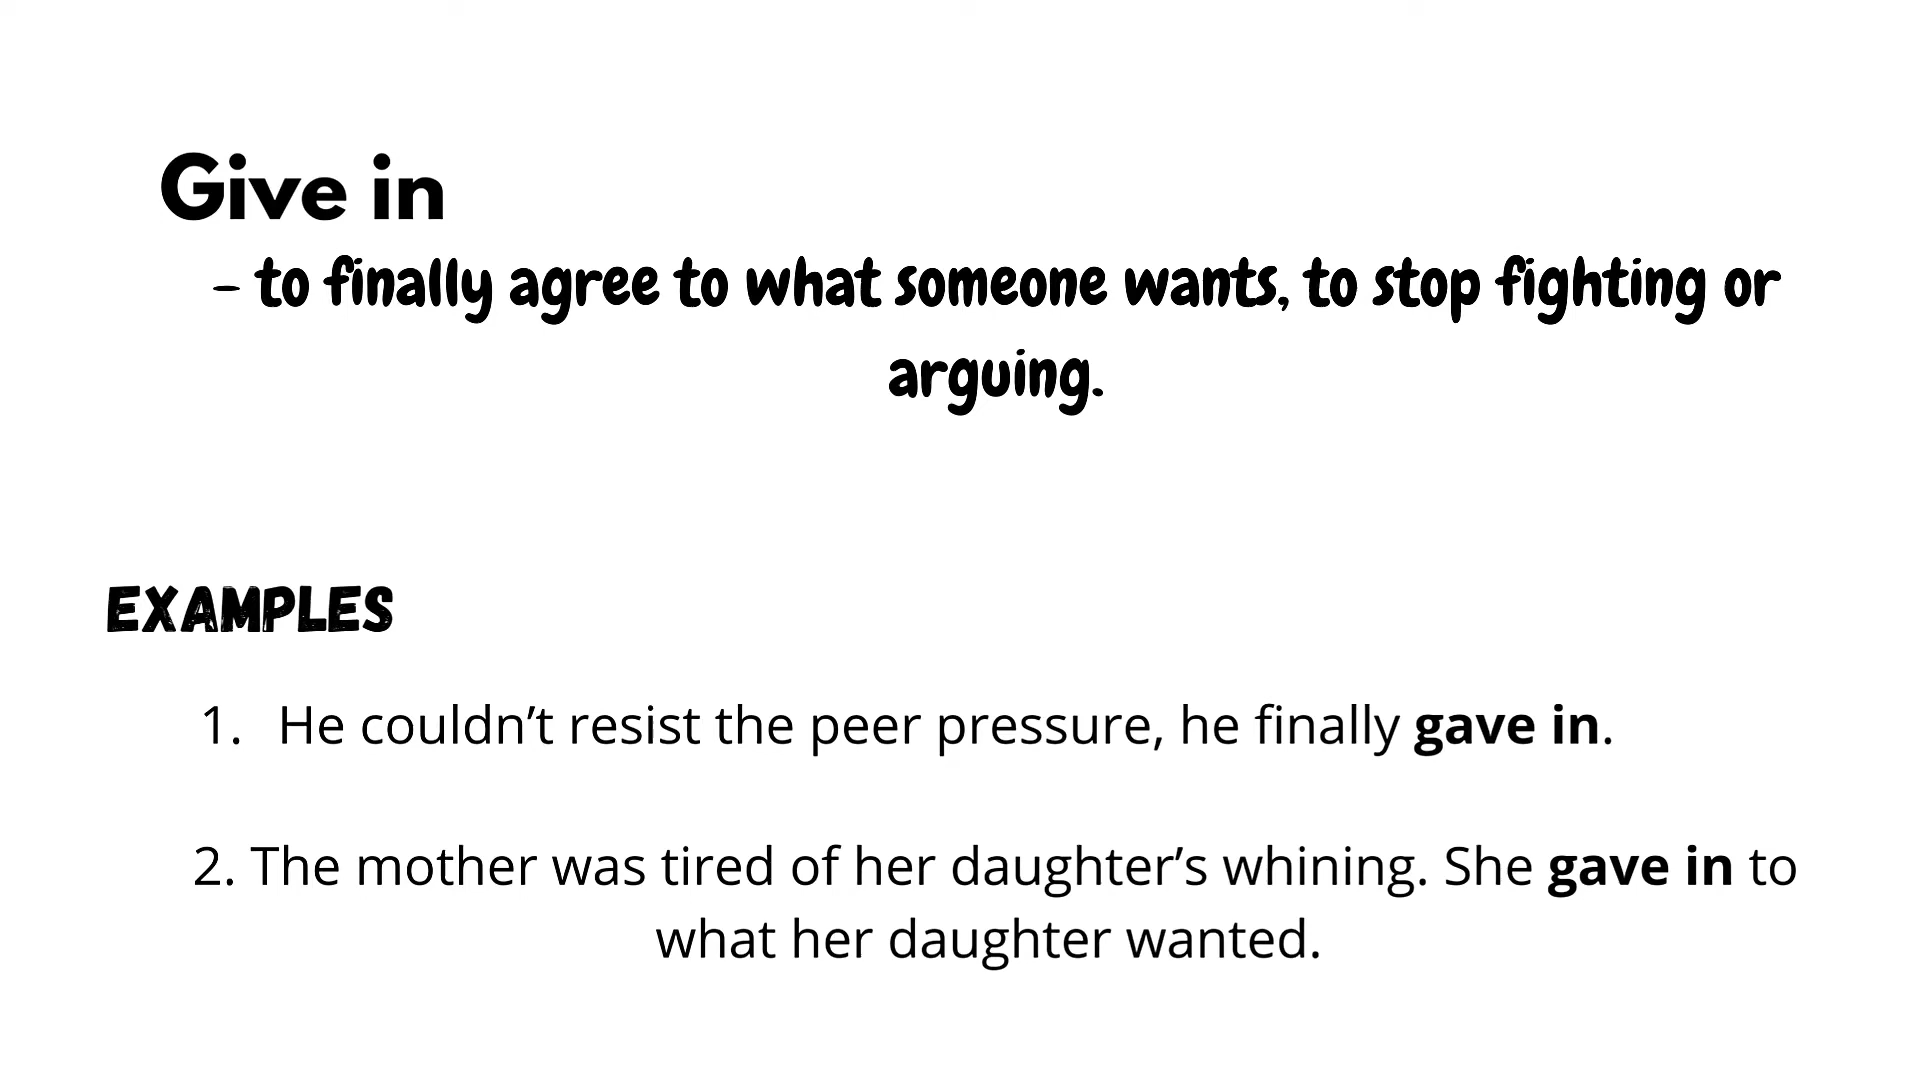 Give in
- to finally agree to what someone wants, to stop fighting or
arguing.
EXAMPLES
1. He couldn’t resist the peer pressure, he finally gave in.
2. The mother was tired of her daughter’s whining. She gave in to
what her daughter wanted.